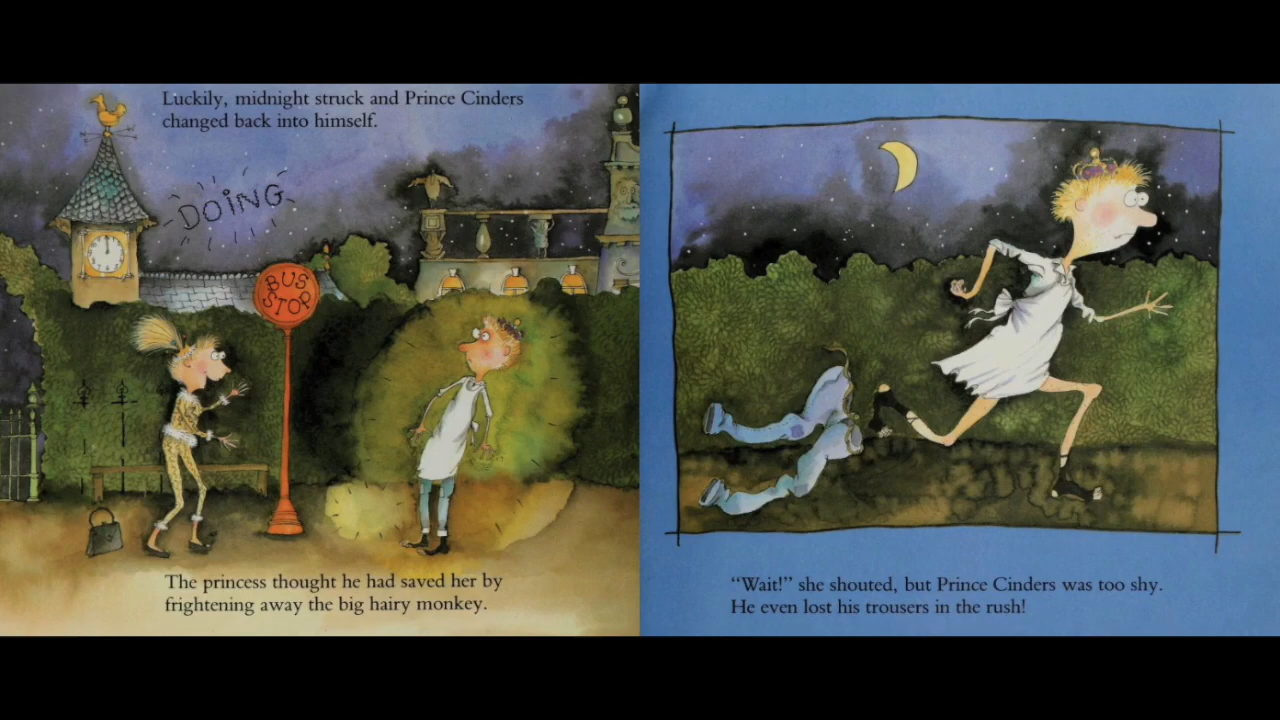 Luckily, midnight struck and Prince Cinders
changed back into himself.
DOING
BUS
STOP
The princess thought he had saved her by
frightening away the big hairy monkey.
“Wait!” she shouted, but Prince Cinders was too shy.
He even lost his trousers in the rush!